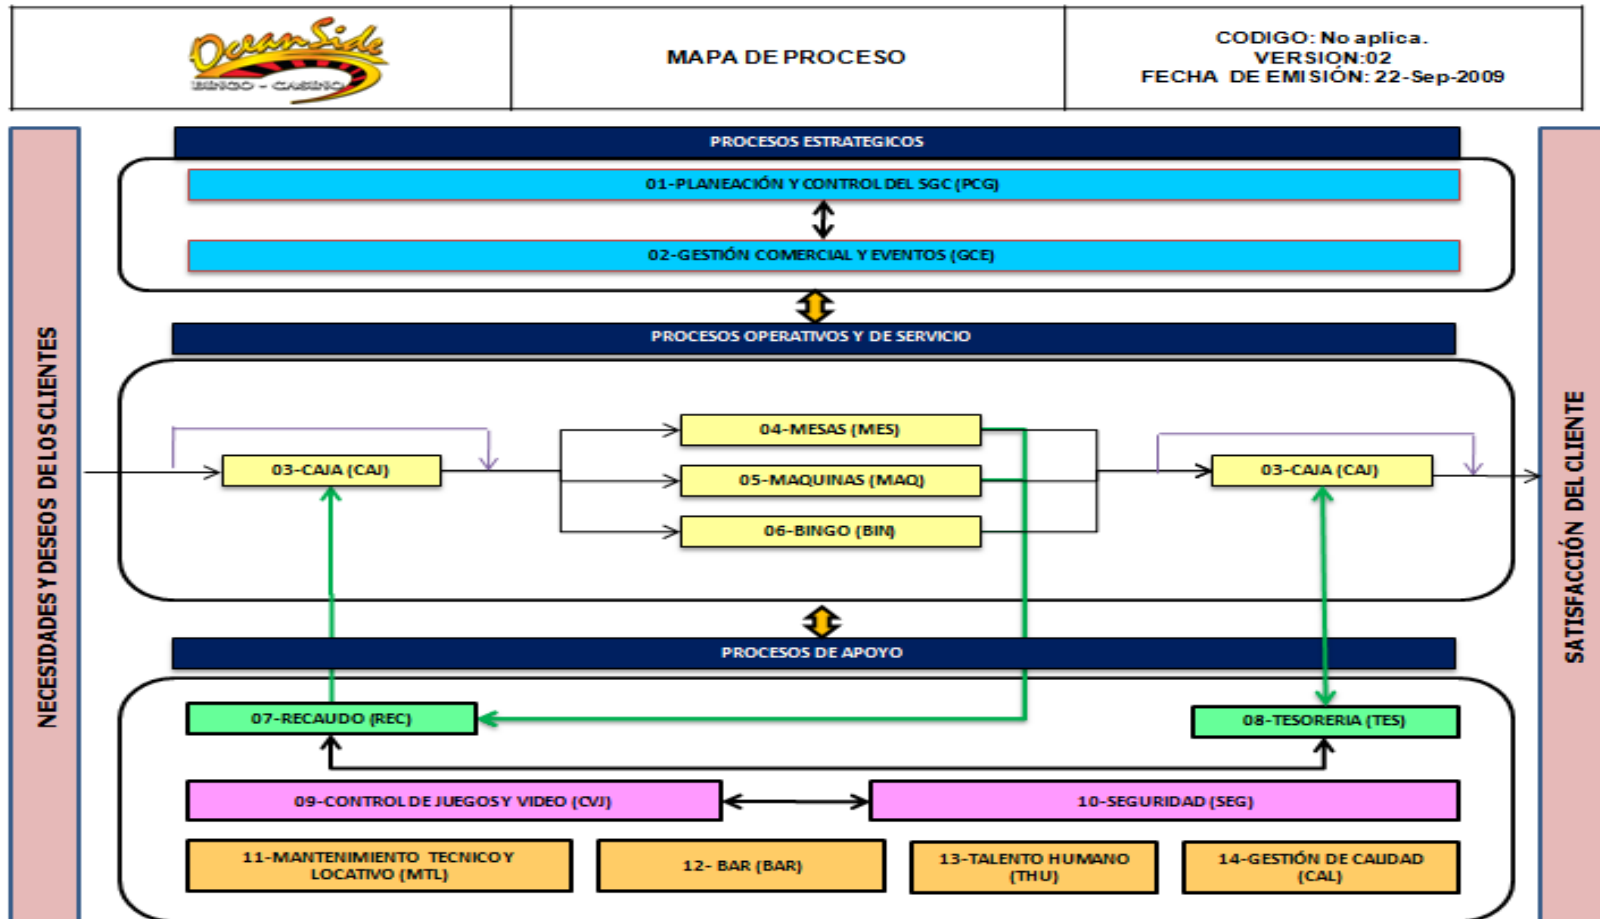 OceanSide
BINGO - CASINO
MAPA DE PROCESO
CODIGO: No aplica.
VERSION:02
FECHA DE EMISIÓN: 22-Sep-2009
NECESIDADES Y DESEOS DE LOS CLIENTES
PROCESOS ESTRATEGICOS
01-PLANEACIÓN Y CONTROL DEL SGC (PCG)
02-GESTIÓN COMERCIAL Y EVENTOS (GCE)
PROCESOS OPERATIVOS Y DE SERVICIO
03-CAJA (CAJ)
04-MESAS (MES)
05-MAQUINAS (MAQ)
06-BINGO (BIN)
03-CAJA (CAJ)
PROCESOS DE APOYO
07-RECAUDO (REC)
08-TESORERIA (TES)
09-CONTROL DE JUEGOS Y VIDEO (CVJ)
10-SEGURIDAD (SEG)
11-MANTENIMIENTO TECNICO Y
LOCATIVO (MTL)
12- BAR (BAR)
13-TALENTO HUMANO
(THU)
14-GESTIÓN DE CALIDAD
(CAL)
SATISFACCIÓN DEL CLIENTE